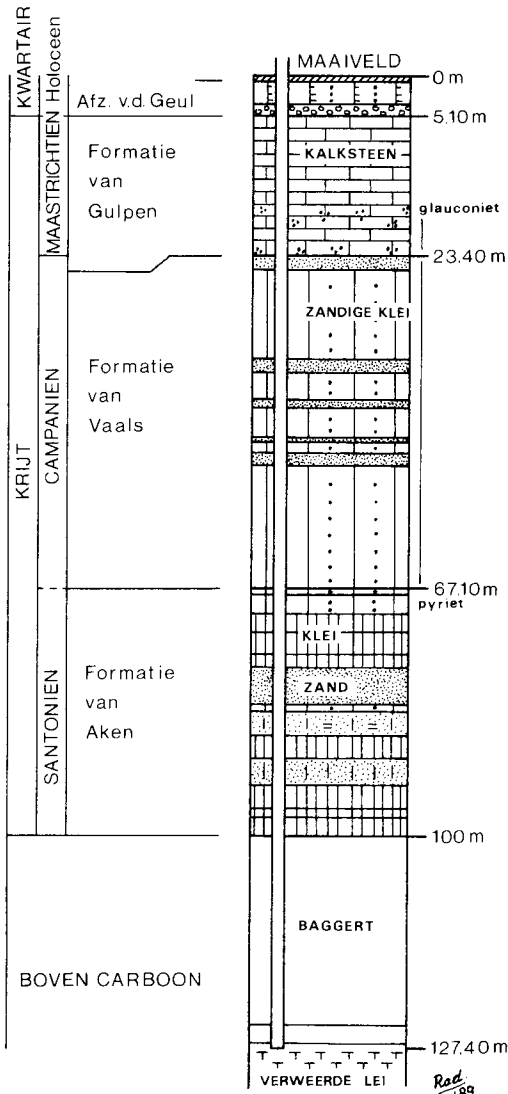 MAAIVELD
KWARTAIR
Holoceen
Afz. v.d. Geul
0 m
5.10 m
MAASTRICHTIEN
Formatie
van
Gulpen
KALKSTEEN
glauconiet
23.40 m
KRIJT
CAMPANIEN
Formatie
van
Vaals
ZANDIGE KLEI
67.10 m
pyriet
SANTONIEN
Formatie
van
Aken
KLEI
ZAND
100 m
BOVEN CARBOON
BAGGERT
127.40 m
VERWEERDE LEI
Rad.
'89